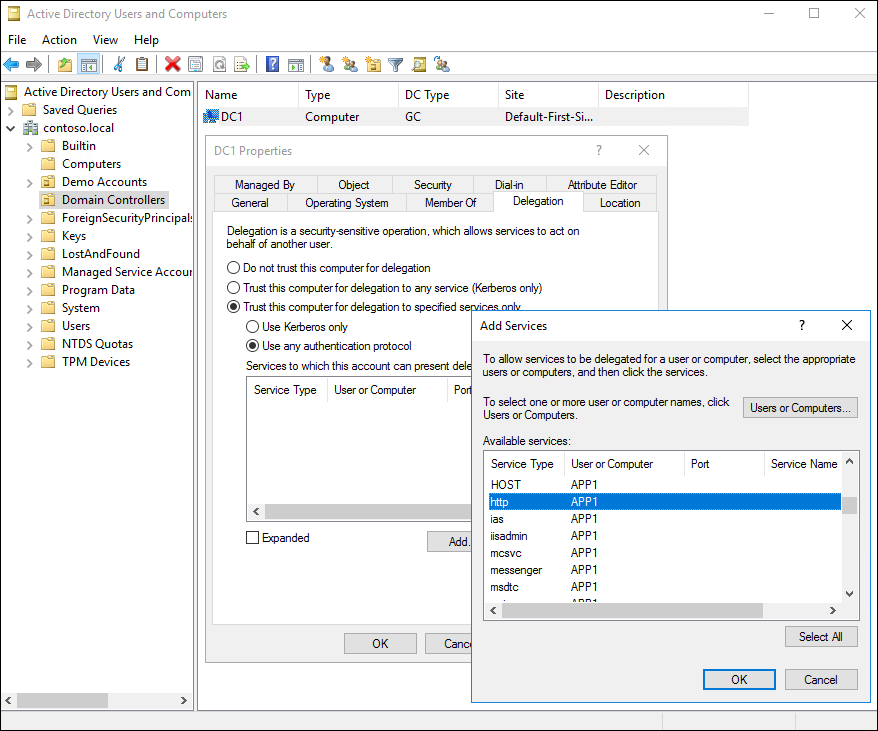 Active Directory Users and Computers
File Action View Help
Active Directory Users and Com
Saved Queries
contoso.local
Builtin
Computers
Demo Accounts
Domain Controllers
ForeignSecurityPrincipals
Keys
LostAndFound
Managed Service Accour
Program Data
System
Users
NTDS Quotas
TPM Devices
Name Type DC Type Site Description
DC1 Computer GC Default-First-Si...
DC1 Properties ?
Managed By Object Security Dial-in Attribute Editor
General Operating System Member Of Delegation Location
Delegation is a security-sensitive operation, which allows services to act on
behalf of another user.
Do not trust this computer for delegation
Trust this computer for delegation to any service (Kerberos only)
Trust this computer for delegation to specified services only
Use Kerberos only
Use any authentication protocol
Services to which this account can present dele
Service Type User or Computer Port
Expanded
Add.
OK Canc
Add Services ?
To allow services to be delegated for a user or computer, select the appropriate
users or computers, and then click the services.
To select one or more user or computer names, click
Users or Computers.
Users or Computers...
Available services:
Service Type User or Computer Port Service Name
HOST APP1
http APP1
ias APP1
iisadmin APP1
mcsvc APP1
messenger APP1
msdtc APP1
Select All
OK Cancel